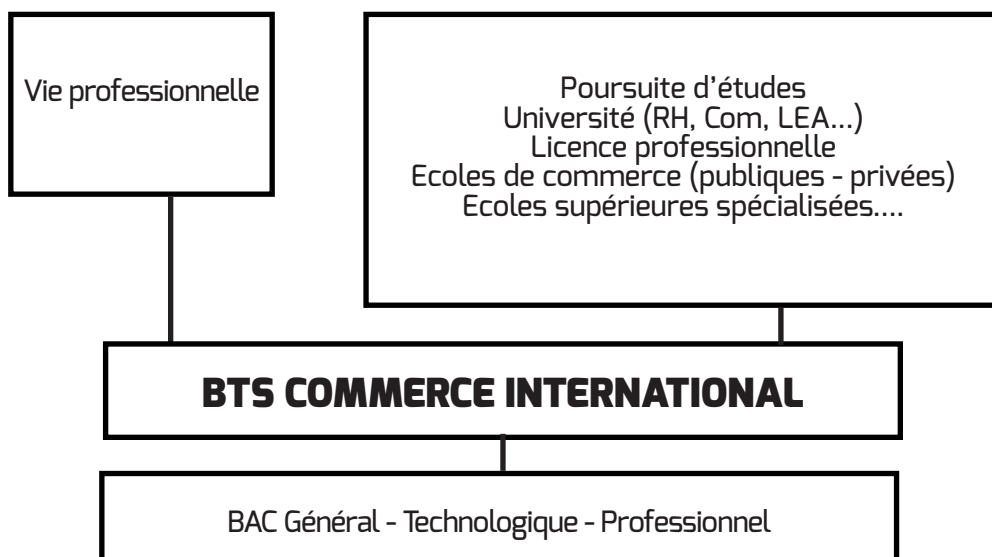 Vie professionnelle
Poursuite d’études
Université (RH, Com, LEA...)
Licence professionnelle
Ecoles de commerce (publiques - privées)
Ecoles supérieures spécialisées....
BTS COMMERCE INTERNATIONAL
BAC Général - Technologique - Professionnel